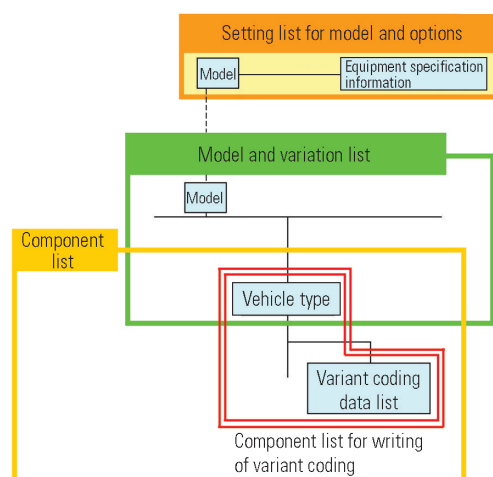 Setting list for model and options
Model
Equipment specification
information
Model and variation list
Model
Component
list
Vehicle type
Variant coding
data list
Component list for writing
of variant coding